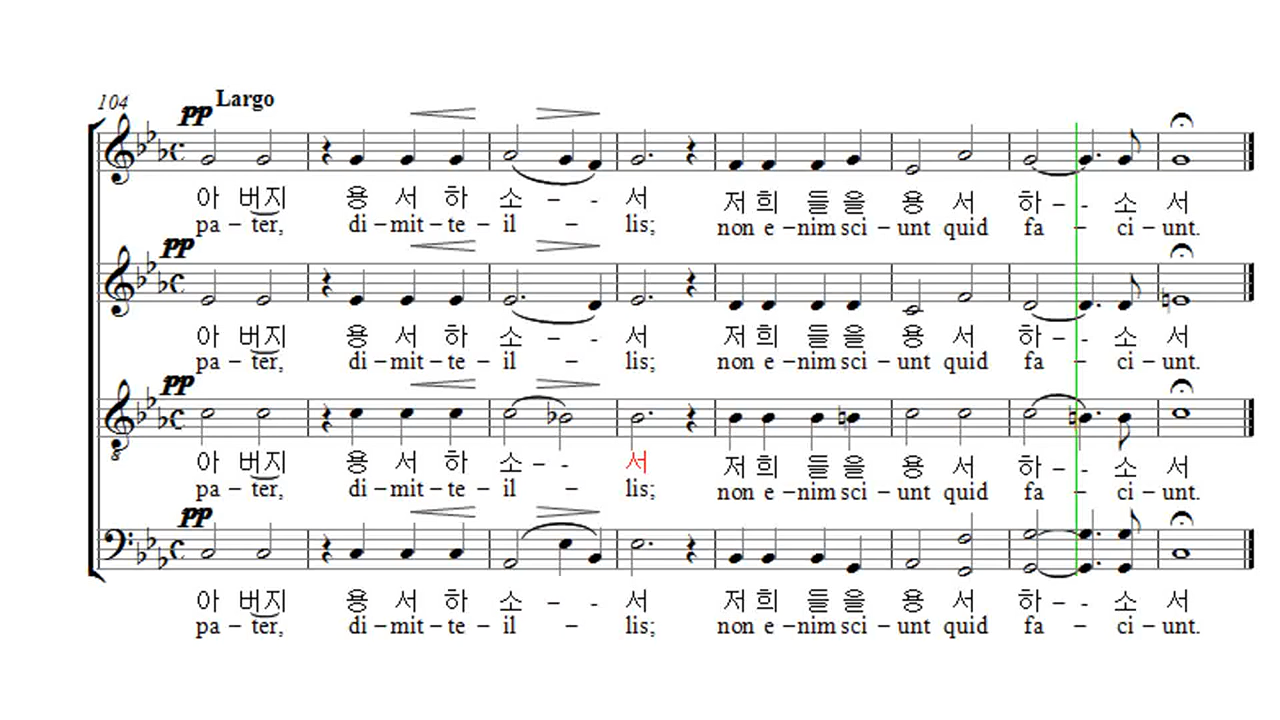 104
pp Largo
아 버지 용 서 하 소 - - 서 저 희 들 을 용 서 하 - - 소 서
pa – ter, di – mit – te – il – lis; non e – nim sci – unt quid fa – ci – unt.
pp
아 버지 용 서 하 소 - - 서 저 희 들 을 용 서 하 - - 소 서
pa – ter, di – mit – te – il – lis; non e – nim sci – unt quid fa – ci – unt.
pp
8
아 버지 용 서 하 소 - - 서 저 희 들 을 용 서 하 - - 소 서
pa – ter, di – mit – te – il – lis; non e – nim sci – unt quid fa – ci – unt.
pp
아 버지 용 서 하 소 - - 서 저 희 들 을 용 서 하 - - 소 서
pa – ter, di – mit – te – il – lis; non e – nim sci – unt quid fa – ci – unt.